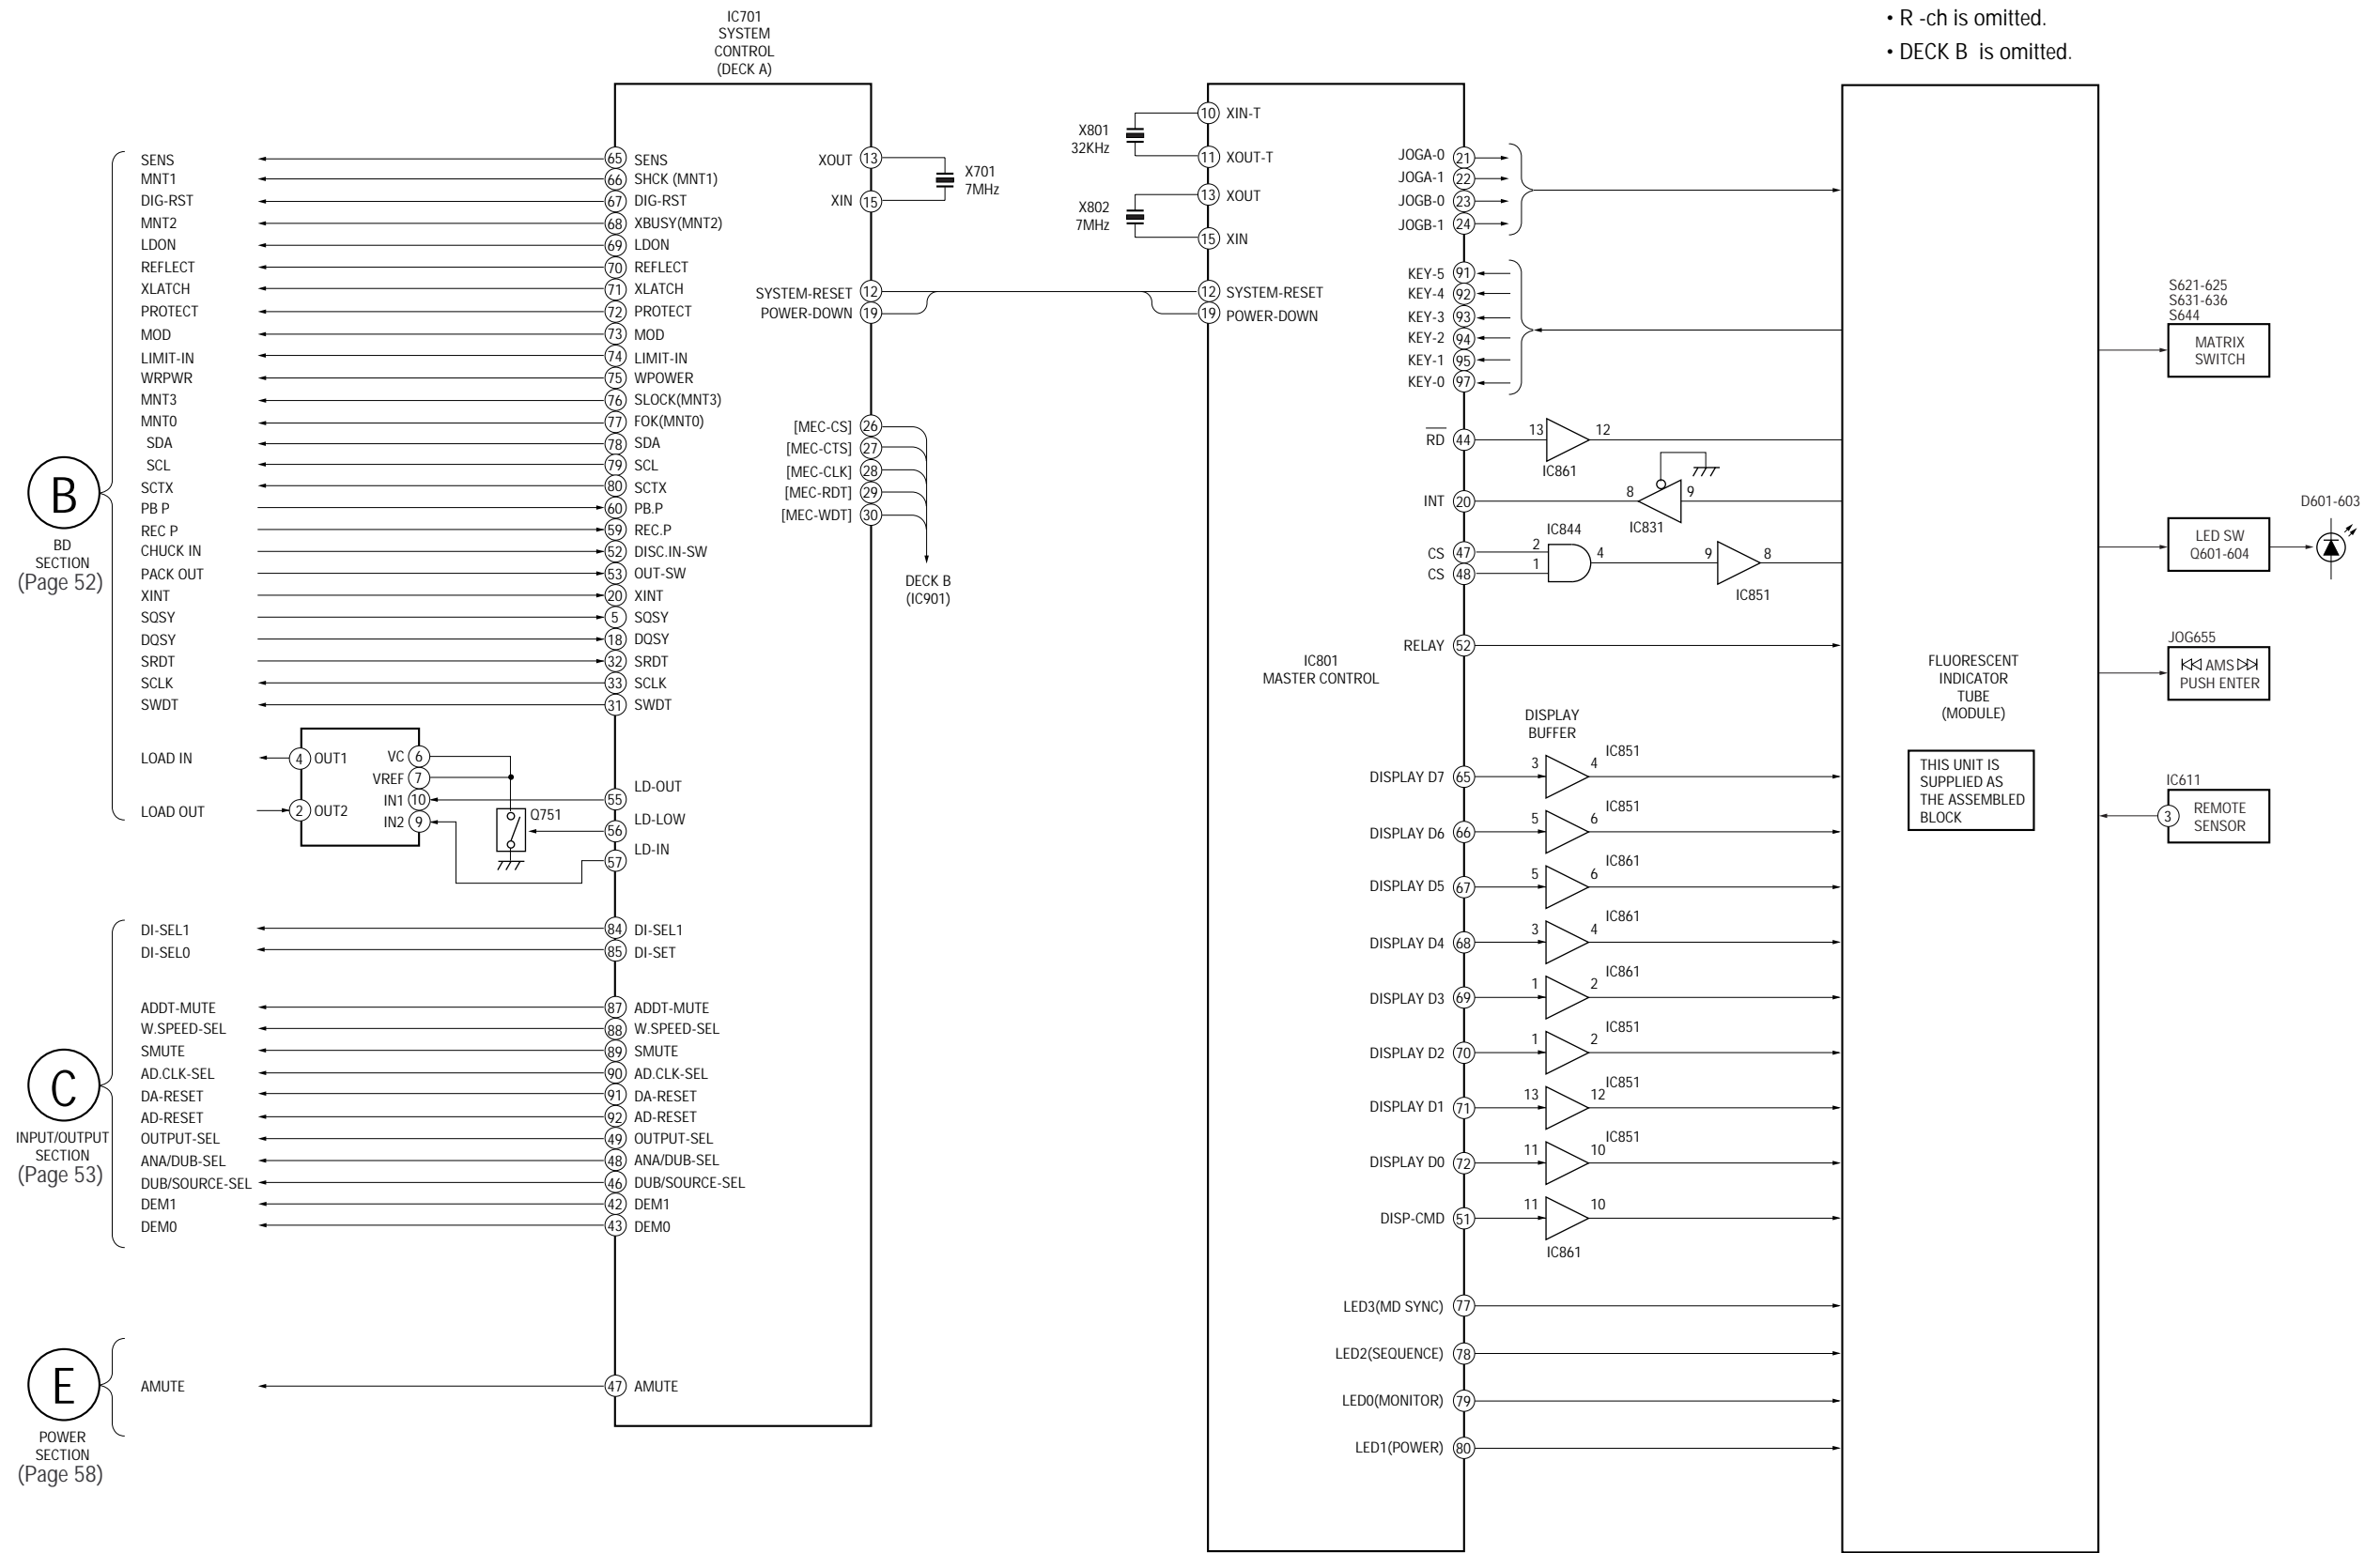 • R -ch is omitted.
• DECK B is omitted.
IC701
SYSTEM
CONTROL
(DECK A)
B
BD
SECTION
(Page 52)
SENS 65 SENS
MNT1 66 SHCK (MNT1)
DIG-RST 67 DIG-RST
MNT2 68 XBUSY(MNT2)
LDON 69 LDON
REFLECT 70 REFLECT
XLATCH 71 XLATCH
PROTECT 72 PROTECT
MOD 73 MOD
LIMIT-IN 74 LIMIT-IN
WRPWR 75 WPOWER
MNT3 76 SLOCK(MNT3)
MNT0 77 FOK(MNT0)
SDA 78 SDA
SCL 79 SCL
SCTX 80 SCTX
PB P 60 PB.P
REC P 59 REC.P
CHUCK IN 52 DISC.IN-SW
PACK OUT 53 OUT-SW
XINT 20 XINT
SQSY 5 SQSY
DQSY 18 DQSY
SRDT 32 SRDT
SCLK 33 SCLK
SWDT 31 SWDT
LOAD IN 4 OUT1 VC 6
VREF 7
LOAD OUT 2 OUT2 IN1 10
IN2 9
Q751
LD-OUT
55
LD-LOW
56
LD-IN
57
C
INPUT/OUTPUT
SECTION
(Page 53)
DI-SEL1 84 DI-SEL1
DI-SEL0 85 DI-SET
ADDT-MUTE 87 ADDT-MUTE
W.SPEED-SEL 88 W.SPEED-SEL
SMUTE 89 SMUTE
AD.CLK-SEL 90 AD.CLK-SEL
DA-RESET 91 DA-RESET
AD-RESET 92 AD-RESET
OUTPUT-SEL 49 OUTPUT-SEL
ANA/DUB-SEL 48 ANA/DUB-SEL
DUB/SOURCE-SEL 46 DUB/SOURCE-SEL
DEM1 42 DEM1
DEM0 43 DEM0
E
POWER
SECTION
(Page 58)
AMUTE 47 AMUTE
XOUT 13
XIN 15
X701
7MHz
SYSTEM-RESET 12
POWER-DOWN 19
[MEC-CS] 26
[MEC-CTS] 27
[MEC-CLK] 28
[MEC-RDT] 29
[MEC-WDT] 30
DECK B
(IC901)
X801
32KHz
10 XIN-T
11 XOUT-T
X802
7MHz
13 XOUT
15 XIN
12 SYSTEM-RESET
19 POWER-DOWN
IC801
MASTER CONTROL
JOGA-0 21
JOGA-1 22
JOGB-0 23
JOGB-1 24
KEY-5 91
KEY-4 92
KEY-3 93
KEY-2 94
KEY-1 95
KEY-0 97
RD 44 13 12
IC861
INT 20 8 9
IC831
IC844
CS 47 2 4 9 8
CS 48 1
IC851
RELAY 52
DISPLAY
BUFFER
DISPLAY D7 65 3 4 IC851
DISPLAY D6 66 5 6 IC851
DISPLAY D5 67 5 6 IC861
DISPLAY D4 68 3 4 IC861
DISPLAY D3 69 1 2 IC861
DISPLAY D2 70 1 2 IC851
DISPLAY D1 71 13 12 IC851
DISPLAY D0 72 11 10 IC851
DISP-CMD 51 11 10
IC861
LED3(MD SYNC) 77
LED2(SEQUENCE) 78
LED0(MONITOR) 79
LED1(POWER) 80
FLUORESCENT
INDICATOR
TUBE
(MODULE)
THIS UNIT IS
SUPPLIED AS
THE ASSEMBLED
BLOCK
S621-625
S631-636
S644
MATRIX
SWITCH
D601-603
LED SW
Q601-604
JOG655
AMS
PUSH ENTER
IC611
3 REMOTE
SENSOR